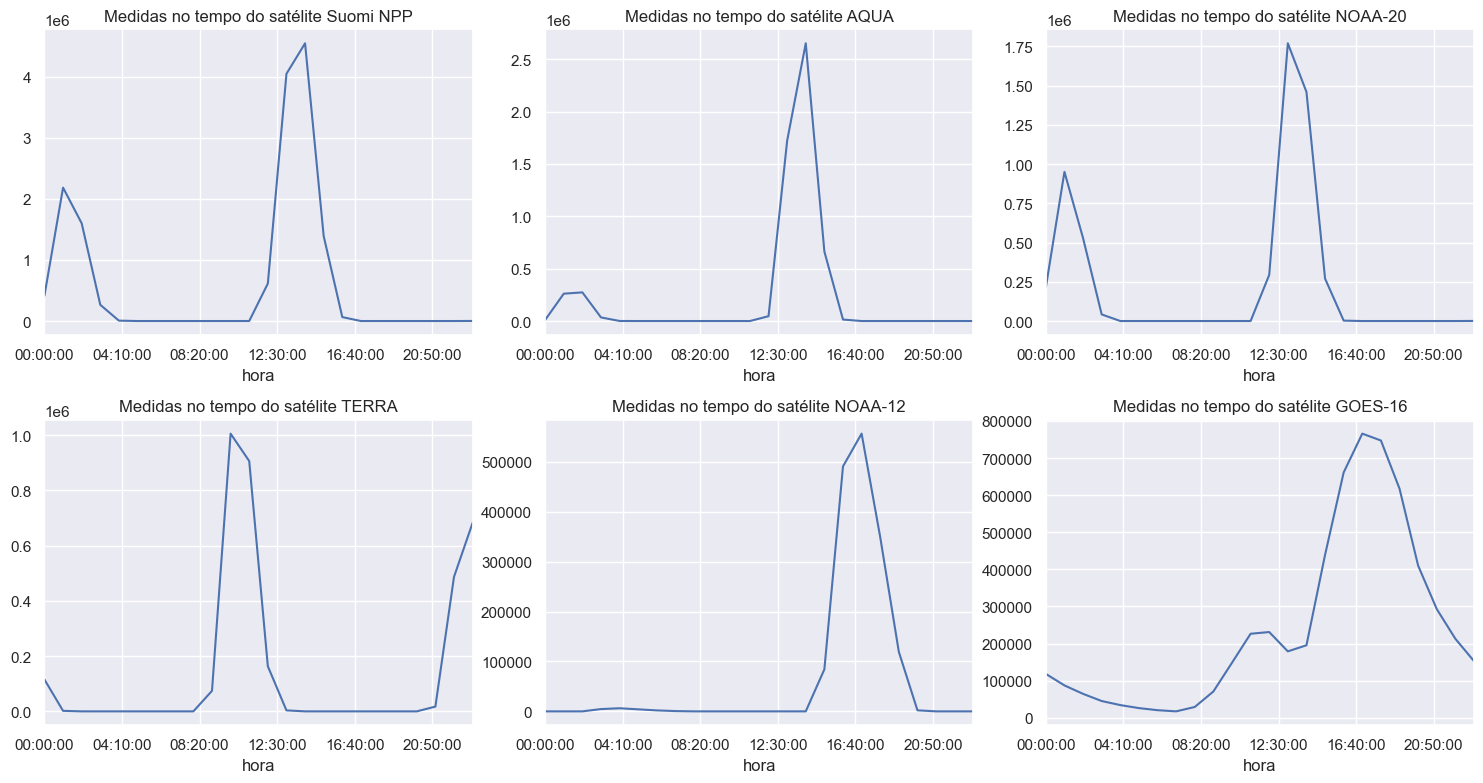 Medidas no tempo do satélite Suomi NPP
1e6
4
3
2
1
0
00:00:00 04:10:00 08:20:00 12:30:00 16:40:00 20:50:00
hora
Medidas no tempo do satélite AQUA
1e6
2.5
2.0
1.5
1.0
0.5
0.0
00:00:00 04:10:00 08:20:00 12:30:00 16:40:00 20:50:00
hora
Medidas no tempo do satélite NOAA-20
1e6
1.75
1.50
1.25
1.00
0.75
0.50
0.25
0.00
00:00:00 04:10:00 08:20:00 12:30:00 16:40:00 20:50:00
hora
Medidas no tempo do satélite TERRA
1e6
1.0
0.8
0.6
0.4
0.2
0.0
00:00:00 04:10:00 08:20:00 12:30:00 16:40:00 20:50:00
hora
Medidas no tempo do satélite NOAA-12
500000
400000
300000
200000
100000
0
00:00:00 04:10:00 08:20:00 12:30:00 16:40:00 20:50:00
hora
Medidas no tempo do satélite GOES-16
800000
700000
600000
500000
400000
300000
200000
100000
0
00:00:00 04:10:00 08:20:00 12:30:00 16:40:00 20:50:00
hora